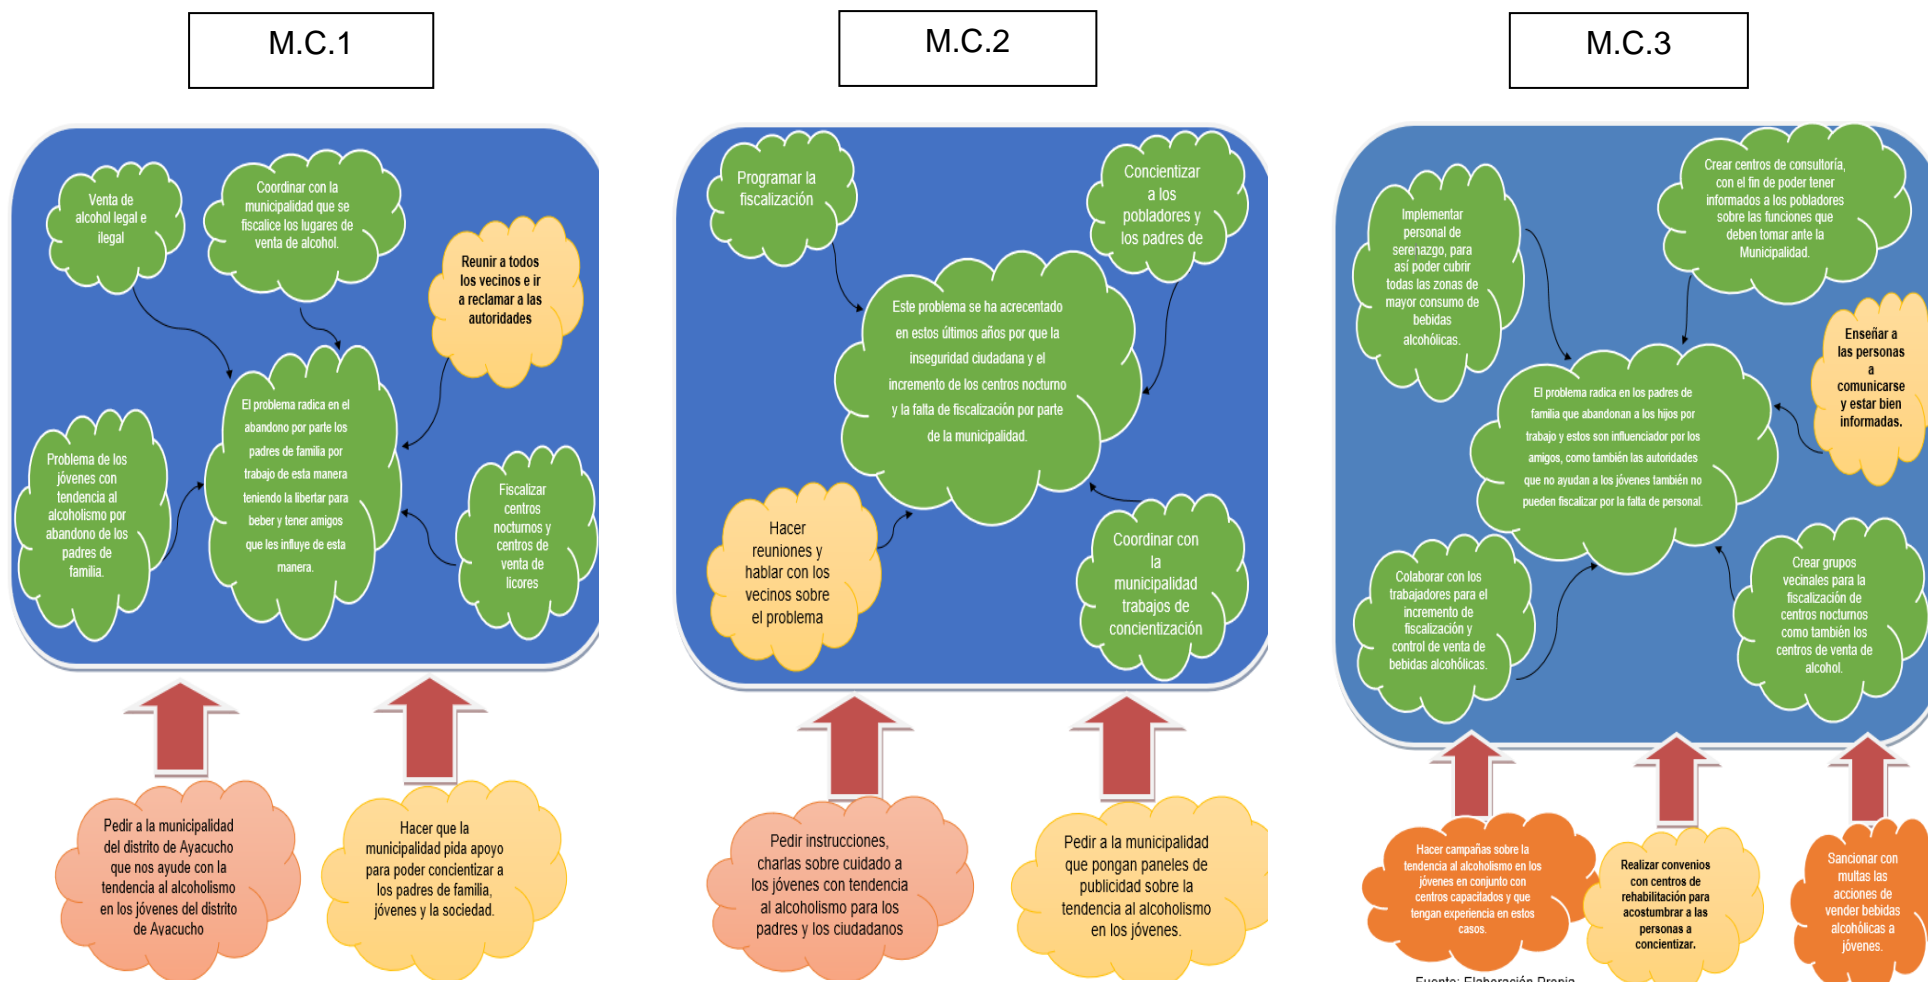 M.C.1
Venta de
alcohol legal e
ilegal
Coordinar con la
municipalidad que se
fiscalice los lugares de
venta de alcohol.
Reunir a todos
los vecinos e ir
a reclamar a las
autoridades
El problema radica en el
abandono por parte los
padres de familia por
trabajo de esta manera
teniendo la libertar para
beber y tener amigos
que les influye de esta
manera.
Problema de los
jóvenes con
tendencia al
alcoholismo por
abandono de los
padres de
familia.
Fiscalizar
centros
nocturnos y
centros de
venta de
licores
Pedir a la municipalidad
del distrito de Ayacucho
que nos ayude con la
tendencia al alcoholismo
en los jóvenes del distrito
de Ayacucho
Hacer que la
municipalidad pida apoyo
para poder concientizar a
los padres de familia,
jóvenes y la sociedad.
M.C.2
Programar la
fiscalización
Concientizar
a los
pobladores y
los padres de
Este problema se ha acrecentado
en estos últimos años por que la
inseguridad ciudadana y el
incremento de los centros nocturno
y la falta de fiscalización por parte
de la municipalidad.
Hacer
reuniones y
hablar con los
vecinos sobre
el problema
Coordinar con
la
municipalidad
trabajos de
concientización
Pedir instrucciones,
charlas sobre cuidado a
los jóvenes con tendencia
al alcoholismo para los
padres y los ciudadanos
Pedir a la municipalidad
que pongan paneles de
publicidad sobre la
tendencia al alcoholismo
en los jóvenes.
M.C.3
Implementar
personal de
serenazgo, para
así poder cubrir
todas las zonas de
mayor consumo de
bebidas
alcohólicas.
Crear centros de consultoría,
con el fin de poder tener
informados a los pobladores
sobre las funciones que
deben tomar ante la
Municipalidad.
Enseñar a
las personas
a
comunicarse
y estar bien
informadas.
El problema radica en los padres de
familia que abandonan a los hijos por
trabajo y estos son influenciador por los
amigos, como también las autoridades
que no ayudan a los jóvenes también no
pueden fiscalizar por la falta de personal.
Colaborar con los
trabajadores para el
incremento de
fiscalización y
control de venta de
bebidas alcohólicas.
Crear grupos
vecinales para la
fiscalización de
centros nocturnos
como también los
centros de venta de
alcohol.
Hacer campañas sobre la
tendencia al alcoholismo en los
jóvenes en conjunto con
centros capacitados y que
tengan experiencia en estos
casos.
Realizar convenios
con centros de
rehabilitación para
acostumbrar a las
personas a
concientizar.
Sancionar con
multas las
acciones de
vender bebidas
alcohólicas a
jóvenes.
Fuente: Elaboración Propia